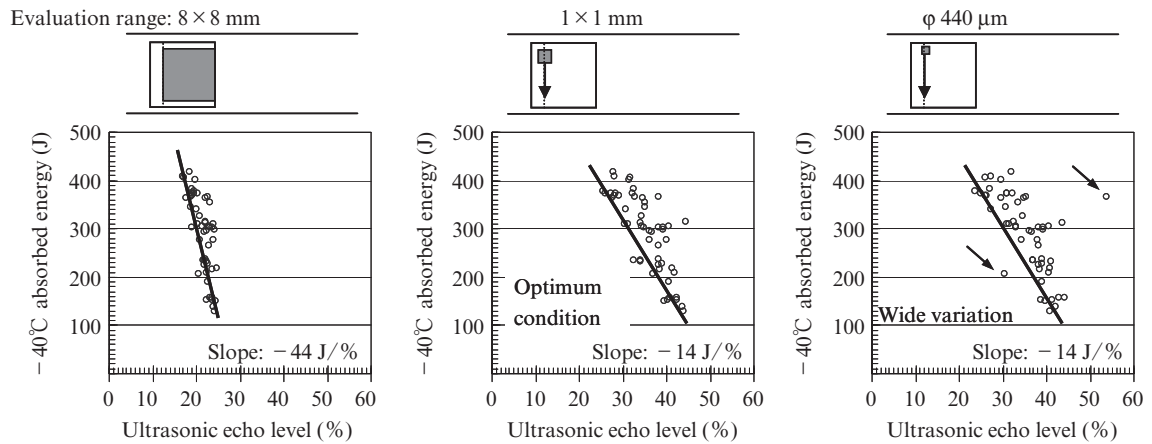 Evaluation range: 8×8 mm
1×1 mm
φ 440 μm
−40℃ absorbed energy (J)
500
400
300
200
100
Slope: −44 J/%
0 10 20 30 40 50 60
Ultrasonic echo level (%)
−40℃ absorbed energy (J)
500
400
300
200
100
Optimum
condition
Slope: −14 J/%
0 10 20 30 40 50 60
Ultrasonic echo level (%)
−40℃ absorbed energy (J)
500
400
300
200
100
Wide variation
Slope: −14 J/%
0 10 20 30 40 50 60
Ultrasonic echo level (%)